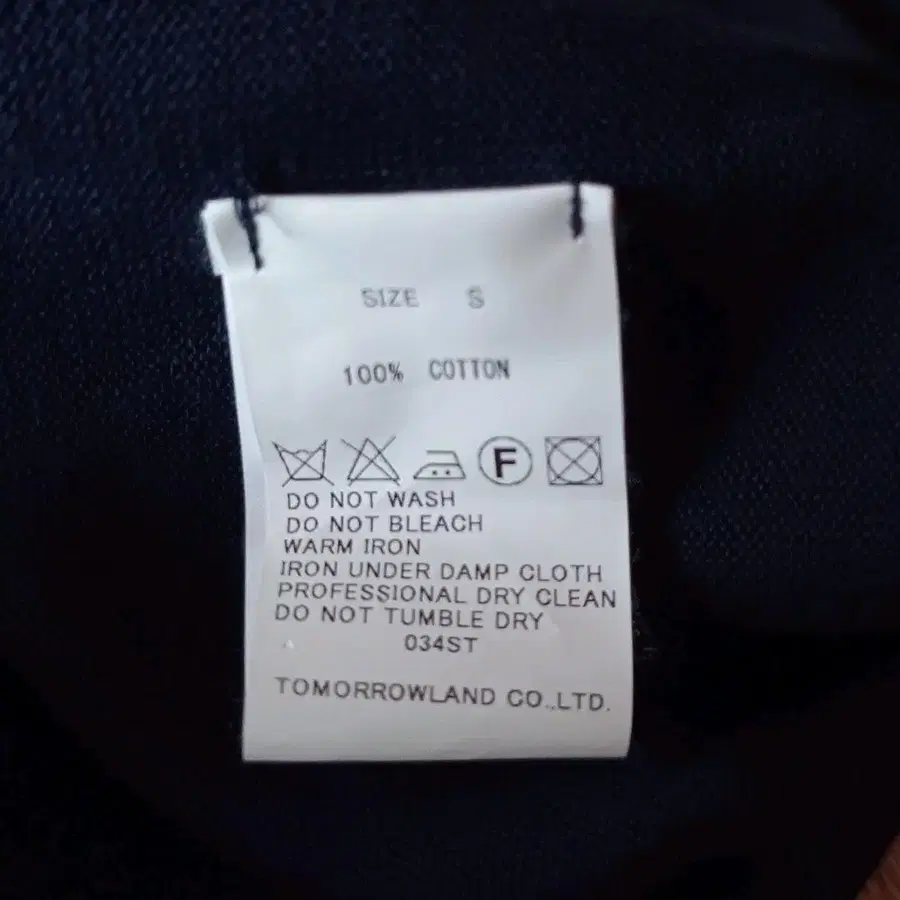 SIZE S
100% COTTON
F
DO NOT WASH
DO NOT BLEACH
WARM IRON
IRON UNDER DAMP CLOTH
PROFESSIONAL DRY CLEAN
DO NOT TUMBLE DRY
034ST
TOMORROWLAND CO.,LTD.